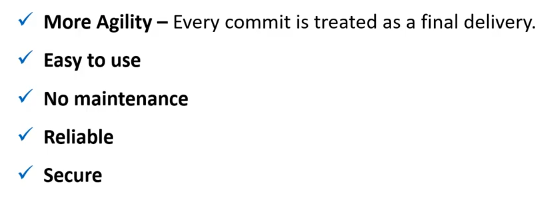 ✓ More Agility – Every commit is treated as a final delivery.
✓ Easy to use
✓ No maintenance
✓ Reliable
✓ Secure